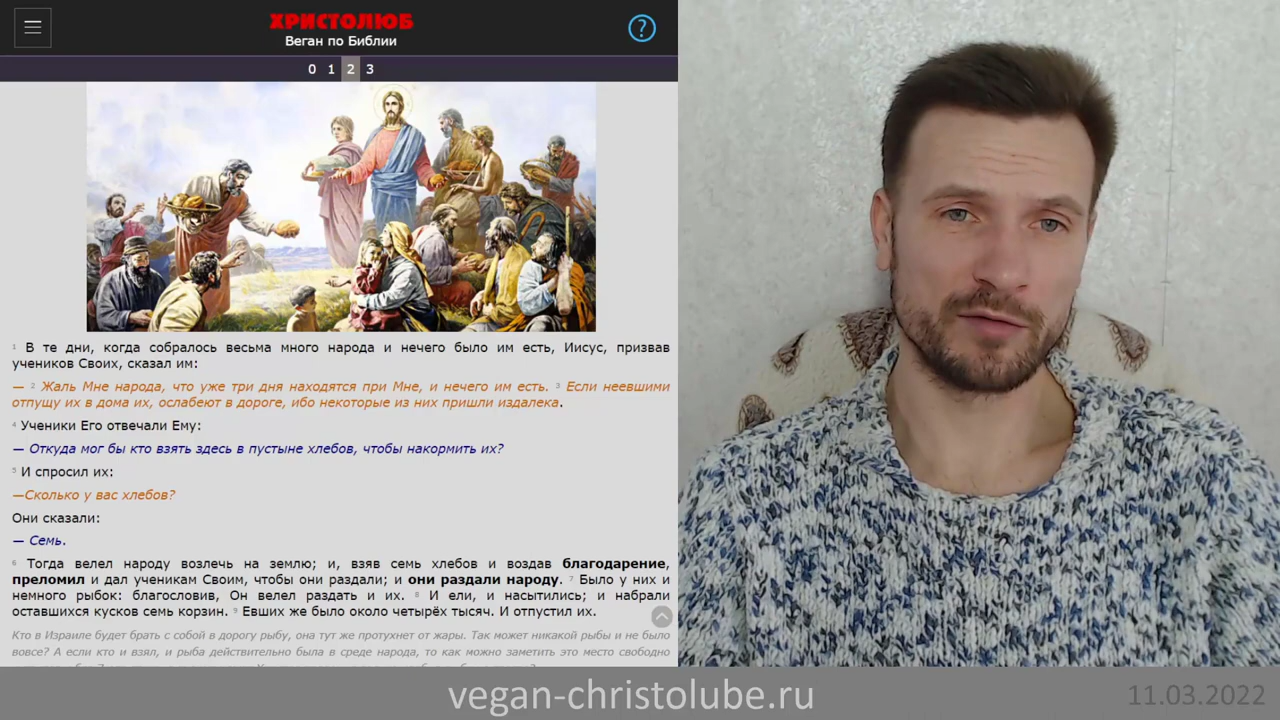 ХРИСТОЛЮБ
Веган по Библии
?
0 1 2 3
1 В те дни, когда собралось весьма много народа и нечего было им есть, Иисус, призвав
учеников Своих, сказал им:
— 2 Жаль Мне народа, что уже три дня находятся при Мне, и нечего им есть. 3 Если неевшими
отпущу их в дома их, ослабеют в дороге, ибо некоторые из них пришли издалека.
4 Ученики Его отвечали Ему:
— Откуда мог бы кто взять здесь в пустыне хлебов, чтобы накормить их?
5 И спросил их:
—Сколько у вас хлебов?
Они сказали:
— Семь.
6 Тогда велел народу возлечь на землю; и, взяв семь хлебов и воздав благодарение,
преломил и дал ученикам Своим, чтобы они раздали; и они раздали народу. 7 Было у них и
немного рыбок: благословив, Он велел раздать и их. 8 И ели, и насытились; и набрали
оставшихся кусков семь корзин. 9 Евших же было около четырёх тысяч. И отпустил их.
Кто в Израиле будет брать с собой в дорогу рыбу, она тут же протухнет от жары. Так может никакой рыбы и не было
вовсе? А если кто и взял, и рыба действительно была в среде народа, то как можно заметить это место свободно
vegan-christolube.ru
11.03.2022